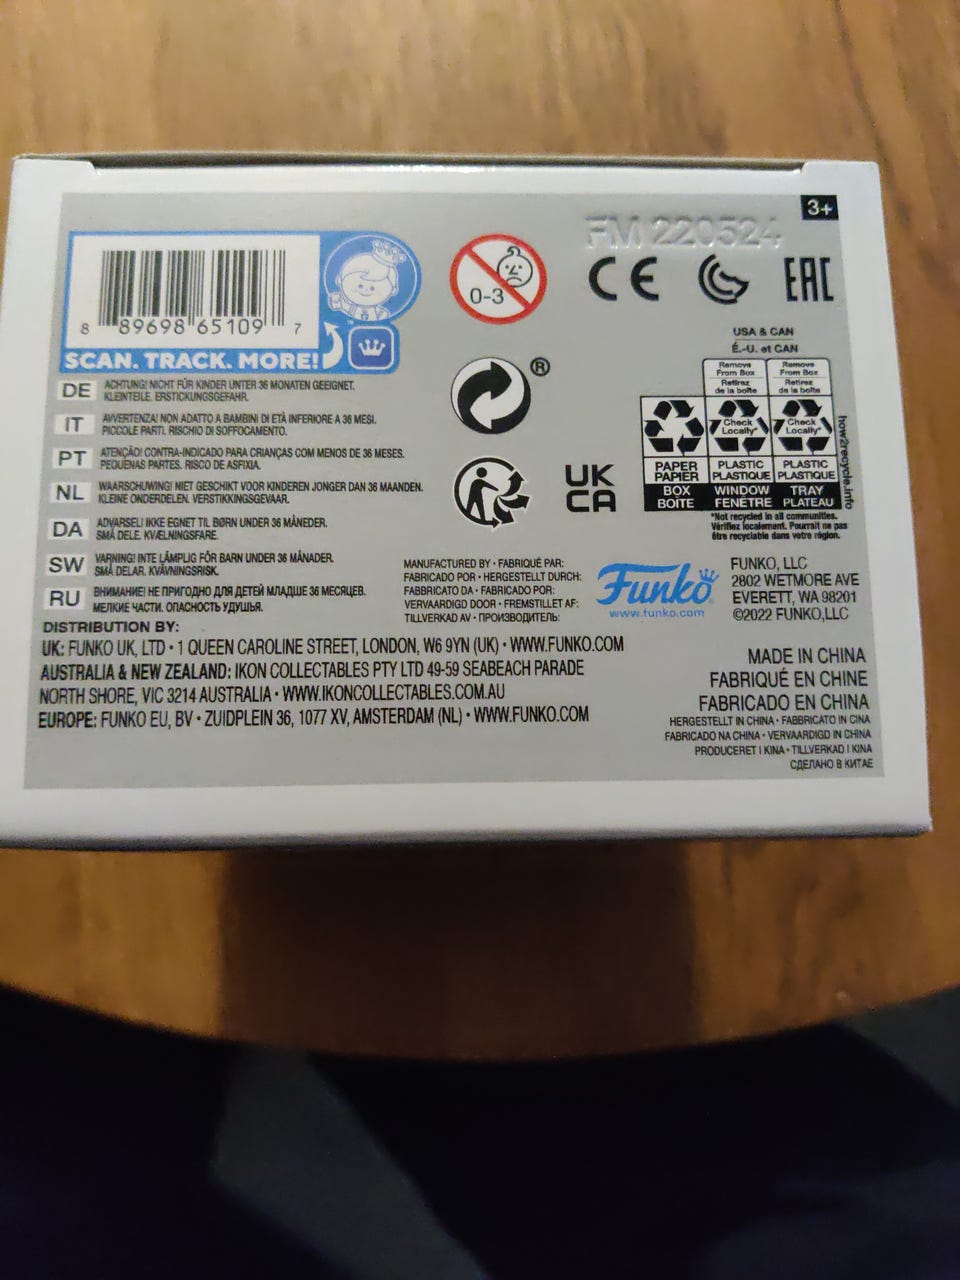 3+
FM 220524
8 89698 65109 7
SCAN. TRACK. MORE!
0-3
CE
EAC
®
UK
CA
USA & CAN
É.-U. et CAN
Remove From Box
Retirez de la boîte
Remove From Box
Retirez de la boîte
Check Locally*
Check Locally*
PAPER
PAPIER
PLASTIC
PLASTIQUE
PLASTIC
PLASTIQUE
BOX
BOÎTE
WINDOW
FENÊTRE
TRAY
PLATEAU
how2recycle.info
*Not recycled in all communities.
Vérifiez localement. Pourrait ne pas
être recyclable dans votre région.
DE ACHTUNG! NICHT FÜR KINDER UNTER 36 MONATEN GEEIGNET.
KLEINTEILE. ERSTICKUNGSGEFAHR.
IT AVVERTENZA! NON ADATTO A BAMBINI DI ETÀ INFERIORE A 36 MESI.
PICCOLE PARTI. RISCHIO DI SOFFOCAMENTO.
PT ATENÇÃO! CONTRA-INDICADO PARA CRIANÇAS COM MENOS DE 36 MESES.
PEQUENAS PARTES. RISCO DE ASFIXIA.
NL WAARSCHUWING! NIET GESCHIKT VOOR KINDEREN JONGER DAN 36 MAANDEN.
KLEINE ONDERDELEN. VERSTIKKINGSGEVAAR.
DA ADVARSEL! IKKE EGNET TIL BØRN UNDER 36 MÅNEDER.
SMÅ DELE. KVÆLNINGSFARE.
SW VARNING! INTE LÄMPLIG FÖR BARN UNDER 36 MÅNADER.
SMÅ DELAR. KVÄVNINGSRISK.
RU ВНИМАНИЕ! НЕ ПРИГОДНО ДЛЯ ДЕТЕЙ МЛАДШЕ 36 МЕСЯЦЕВ.
МЕЛКИЕ ЧАСТИ. ОПАСНОСТЬ УДУШЬЯ.
MANUFACTURED BY • FABRIQUÉ PAR:
FABRICADO POR • HERGESTELLT DURCH:
FABBRICATO DA • FABRICADO POR:
VERVAARDIGD DOOR • FREMSTILLET AF:
TILLVERKAD AV • ПРОИЗВОДИТЕЛЬ:
Funko
www.funko.com
FUNKO, LLC
2802 WETMORE AVE
EVERETT, WA 98201
©2022 FUNKO,LLC
DISTRIBUTION BY:
UK: FUNKO UK, LTD • 1 QUEEN CAROLINE STREET, LONDON, W6 9YN (UK) • WWW.FUNKO.COM
AUSTRALIA & NEW ZEALAND: IKON COLLECTABLES PTY LTD 49-59 SEABEACH PARADE
NORTH SHORE, VIC 3214 AUSTRALIA • WWW.IKONCOLLECTABLES.COM.AU
EUROPE: FUNKO EU, BV • ZUIDPLEIN 36, 1077 XV, AMSTERDAM (NL) • WWW.FUNKO.COM
MADE IN CHINA
FABRIQUÉ EN CHINE
FABRICADO EN CHINA
HERGESTELLT IN CHINA • FABBRICATO IN CINA
FABRICADO NA CHINA • VERVAARDIGD IN CHINA
PRODUCERET I KINA • TILLVERKAD I KINA
СДЕЛАНО В КИТАЕ